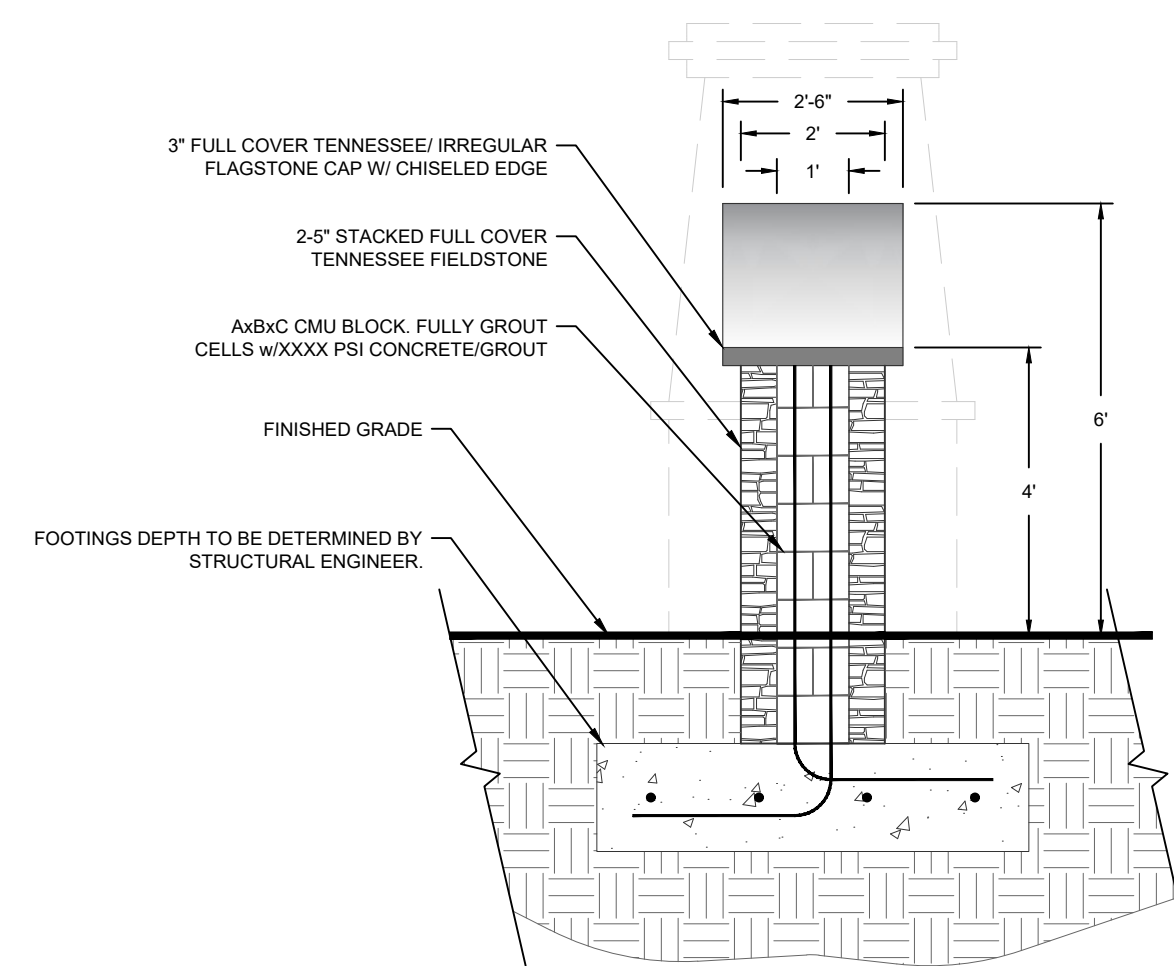 2'-6"
2'
1'
3" FULL COVER TENNESSEE/ IRREGULAR
FLAGSTONE CAP W/ CHISELED EDGE
2-5" STACKED FULL COVER
TENNESSEE FIELDSTONE
AxBxC CMU BLOCK. FULLY GROUT
CELLS w/XXXX PSI CONCRETE/GROUT
6'
FINISHED GRADE
4'
FOOTINGS DEPTH TO BE DETERMINED BY
STRUCTURAL ENGINEER.